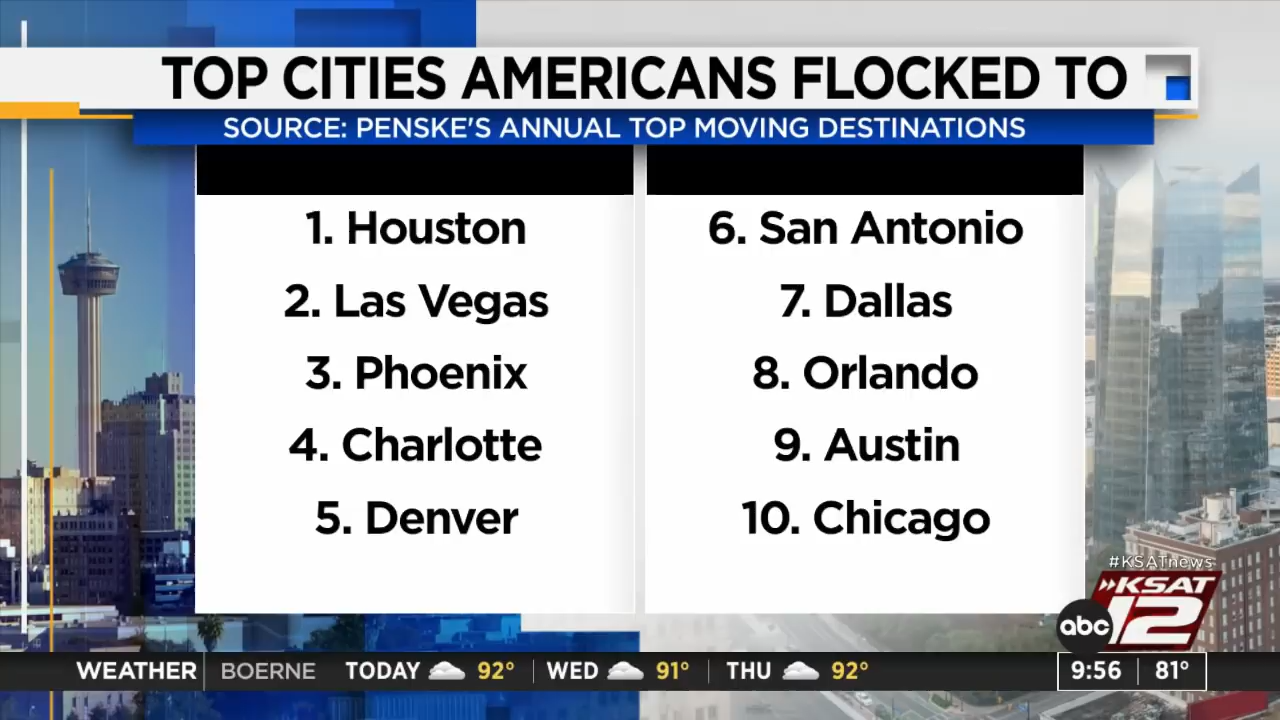 TOP CITIES AMERICANS FLOCKED TO
SOURCE: PENSKE'S ANNUAL TOP MOVING DESTINATIONS
1. Houston
2. Las Vegas
3. Phoenix
4. Charlotte
5. Denver
6. San Antonio
7. Dallas
8. Orlando
9. Austin
10. Chicago
#KSATnews
KSAT
abc 12
WEATHER BOERNE TODAY 92° WED 91° THU 92° 9:56 81°